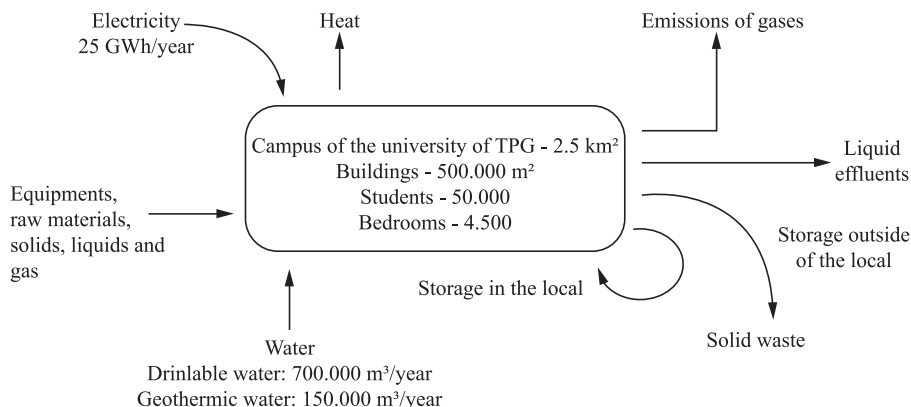 Electricity
25 GWh/year
Heat
Emissions of gases
Campus of the university of TPG - 2.5 km²
Buildings - 500.000 m²
Students - 50.000
Bedrooms - 4.500
Liquid
effluents
Equipments,
raw materials,
solids, liquids and
gas
Storage outside
of the local
Storage in the local
Solid waste
Water
Drinlable water: 700.000 m³/year
Geothermic water: 150.000 m³/year